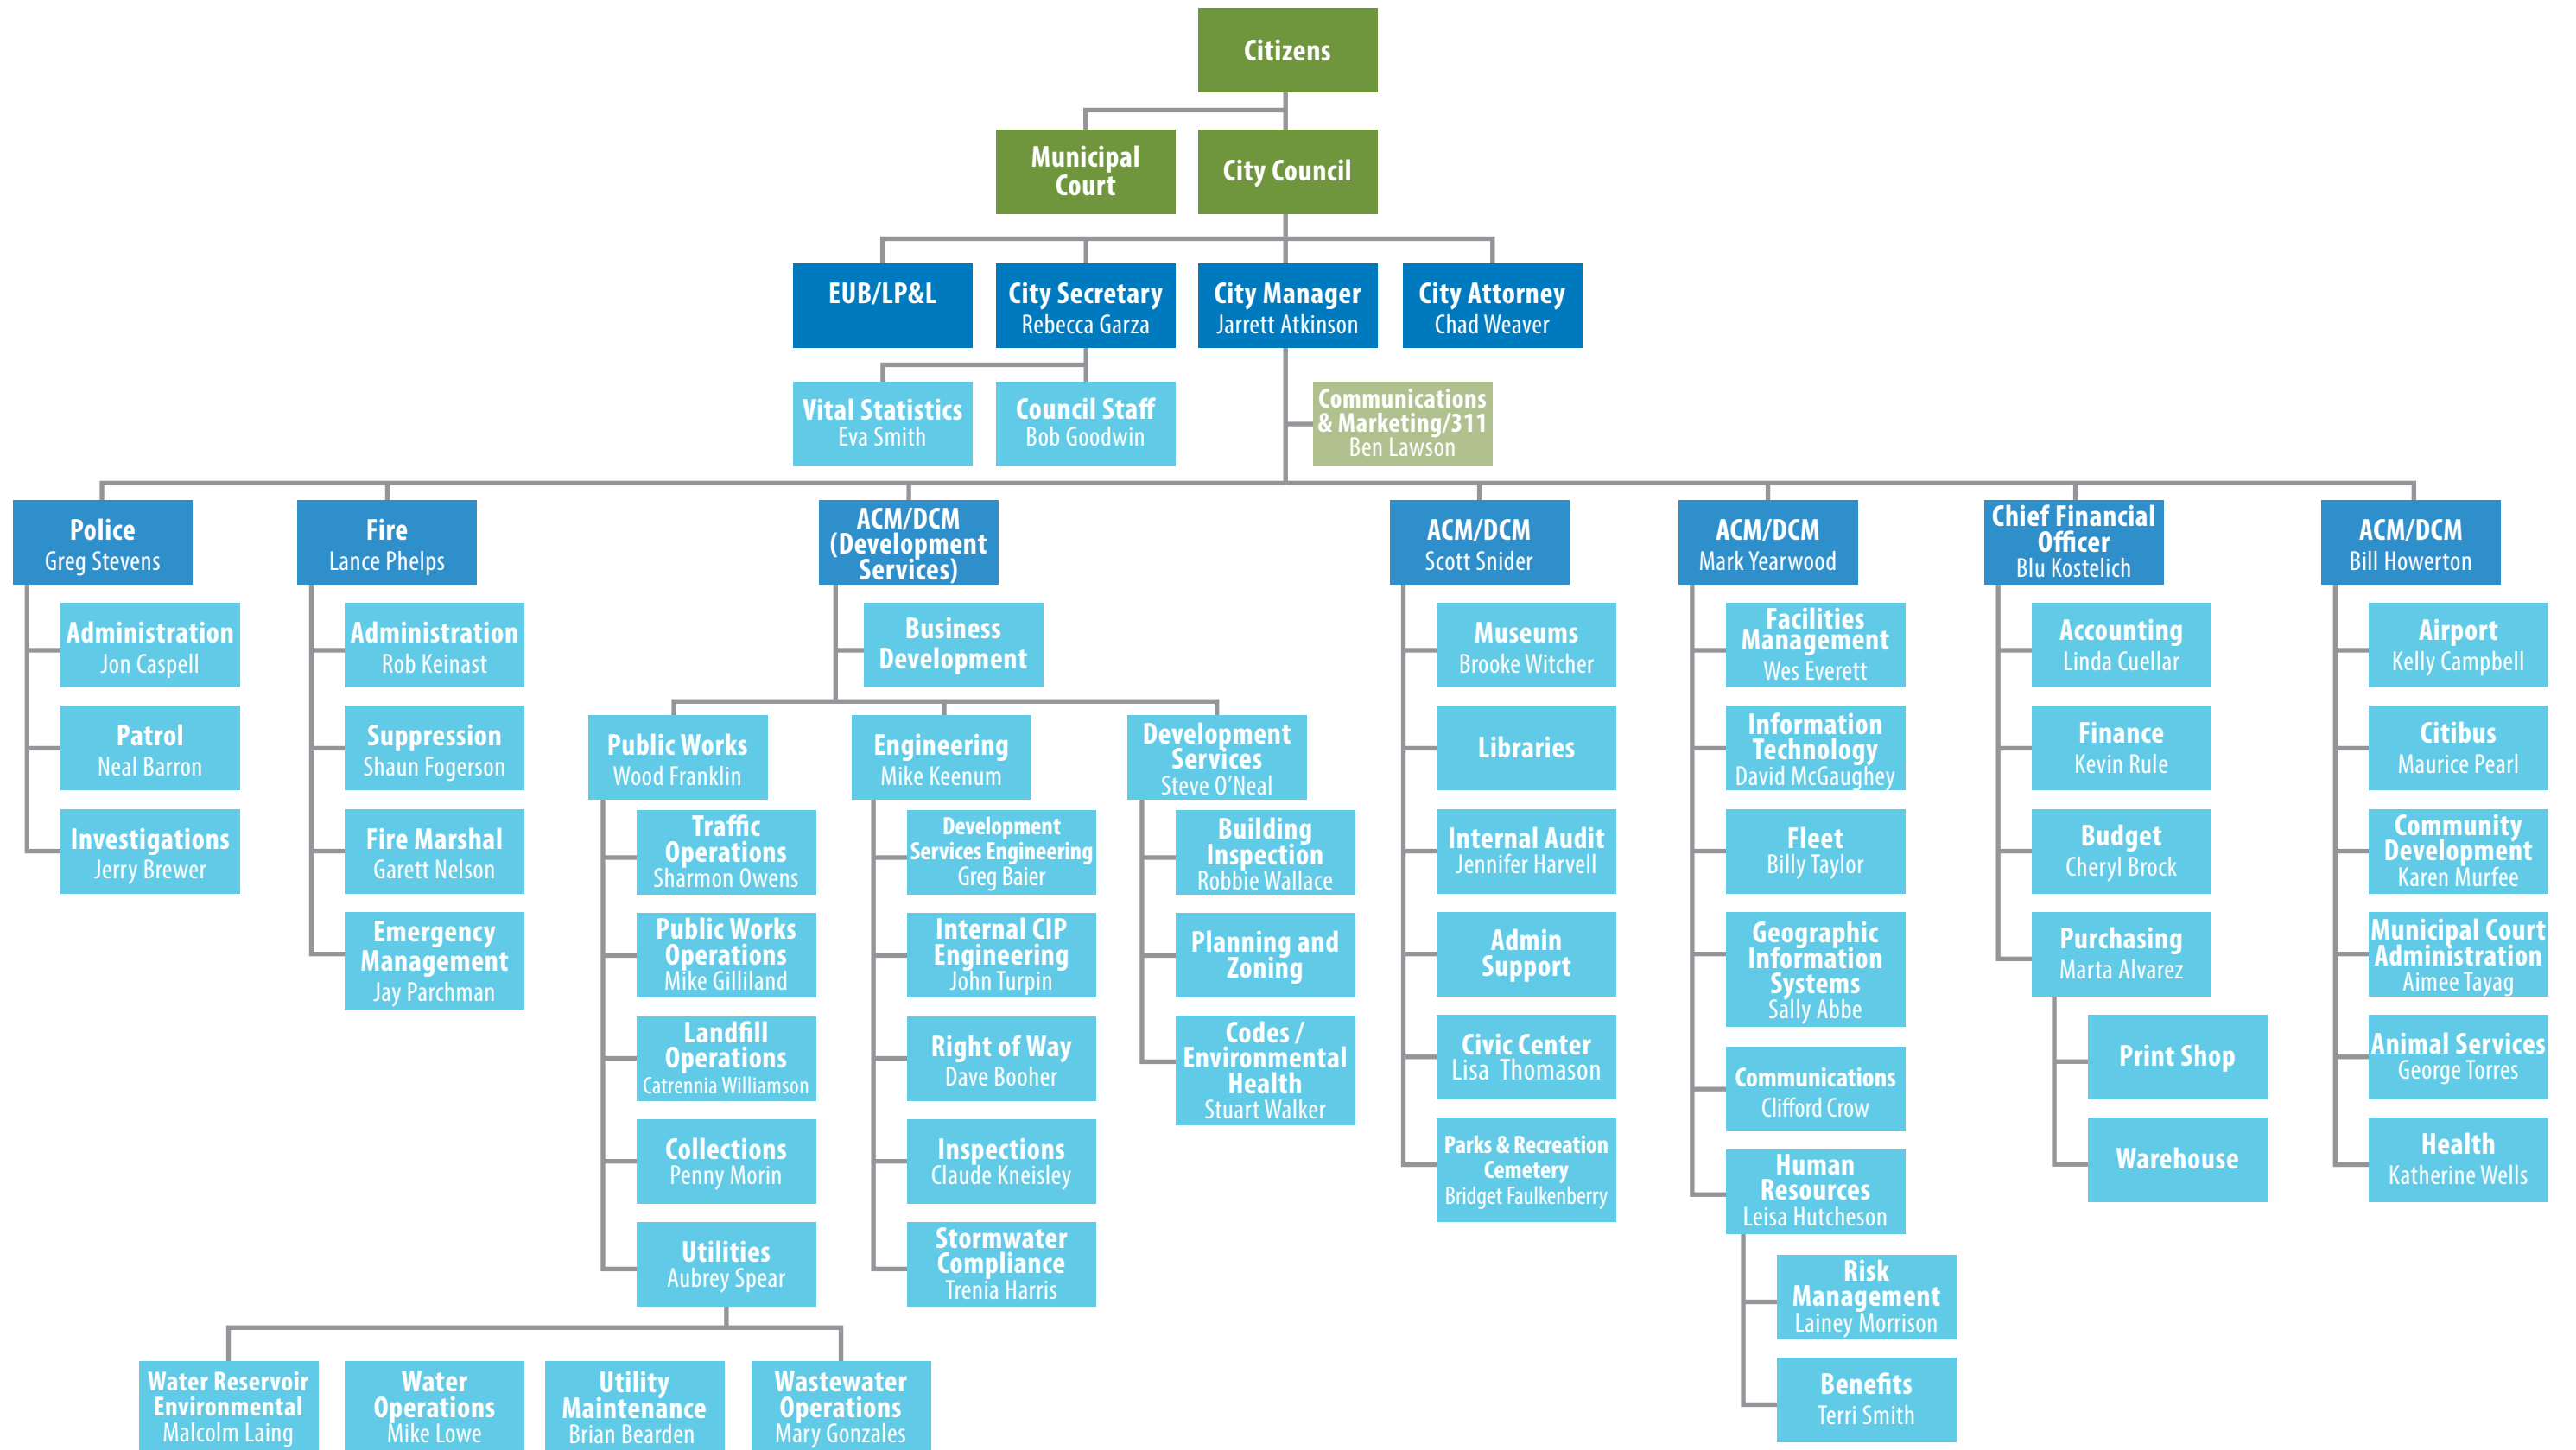 Citizens
Municipal
Court
City Council
EUB/LP&L
City Secretary
Rebecca Garza
City Manager
Jarrett Atkinson
City Attorney
Chad Weaver
Vital Statistics
Eva Smith
Council Staff
Bob Goodwin
Communications
& Marketing/311
Ben Lawson
Police
Greg Stevens
Administration
Jon Caspell
Patrol
Neal Barron
Investigations
Jerry Brewer
Fire
Lance Phelps
Administration
Rob Keinast
Suppression
Shaun Fogerson
Fire Marshal
Garett Nelson
Emergency
Management
Jay Parchman
ACM/DCM
(Development
Services)
Business
Development
Public Works
Wood Franklin
Traffic
Operations
Sharmon Owens
Public Works
Operations
Mike Gilliland
Landfill
Operations
Catrennia Williamson
Collections
Penny Morin
Utilities
Aubrey Spear
Water Reservoir
Environmental
Malcolm Laing
Water
Operations
Mike Lowe
Utility
Maintenance
Brian Bearden
Wastewater
Operations
Mary Gonzales
Engineering
Mike Keenum
Development
Services Engineering
Greg Baier
Internal CIP
Engineering
John Turpin
Right of Way
Dave Booher
Inspections
Claude Kneisley
Stormwater
Compliance
Trenia Harris
Development
Services
Steve O’Neal
Building
Inspection
Robbie Wallace
Planning and
Zoning
Codes /
Environmental
Health
Stuart Walker
ACM/DCM
Scott Snider
Museums
Brooke Witcher
Libraries
Internal Audit
Jennifer Harvell
Admin
Support
Civic Center
Lisa Thomason
Parks & Recreation
Cemetery
Bridget Faulkenberry
ACM/DCM
Mark Yearwood
Facilities
Management
Wes Everett
Information
Technology
David McGaughey
Fleet
Billy Taylor
Geographic
Information
Systems
Sally Abbe
Communications
Clifford Crow
Human
Resources
Leisa Hutcheson
Risk
Management
Lainey Morrison
Benefits
Terri Smith
Chief Financial
Officer
Blu Kostelich
Accounting
Linda Cuellar
Finance
Kevin Rule
Budget
Cheryl Brock
Purchasing
Marta Alvarez
Print Shop
Warehouse
ACM/DCM
Bill Howerton
Airport
Kelly Campbell
Citibus
Maurice Pearl
Community
Development
Karen Murfee
Municipal Court
Administration
Aimee Tayag
Animal Services
George Torres
Health
Katherine Wells